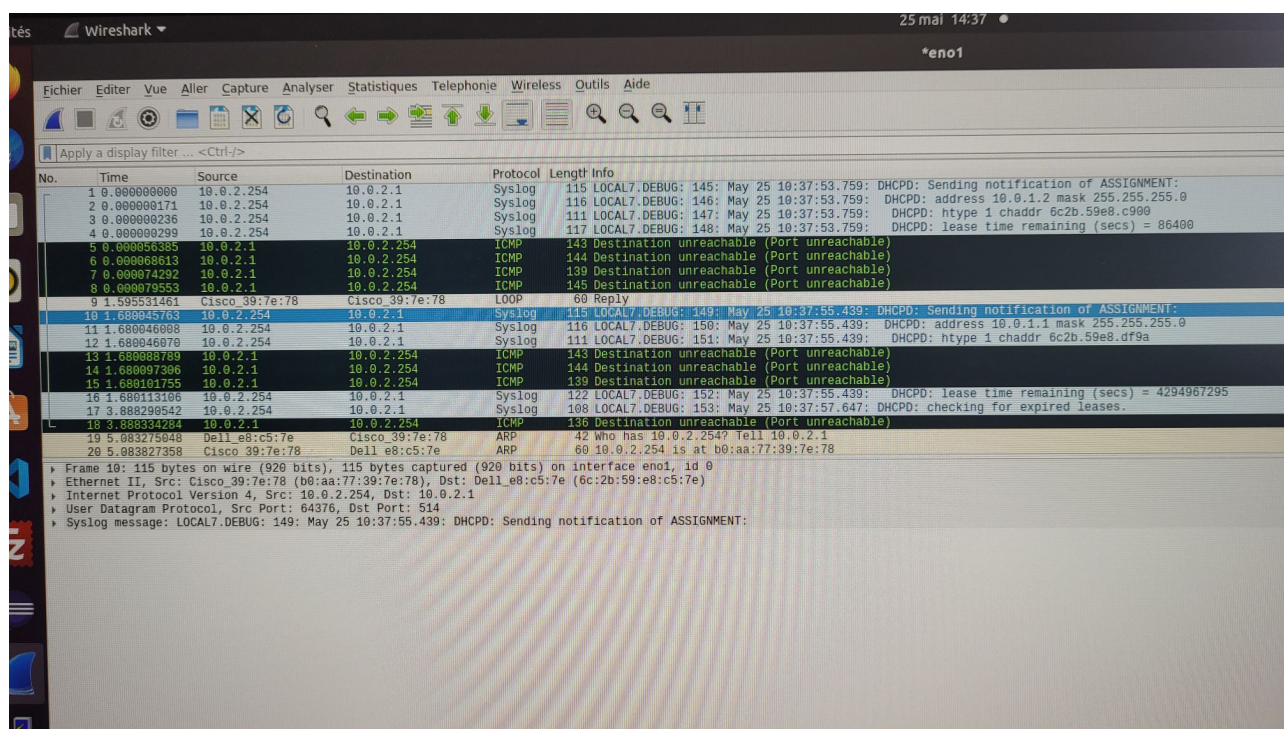 ités Wireshark 25 mai 14:37
*eno1
Fichier Editer Vue Aller Capture Analyser Statistiques Telephonie Wireless Outils Aide
Apply a display filter ... <Ctrl-/>
No. Time Source Destination Protocol Length Info
1 0.000000000 10.0.2.254 10.0.2.1 Syslog 115 LOCAL7.DEBUG: 145: May 25 10:37:53.759: DHCPD: Sending notification of ASSIGNMENT:
2 0.000000171 10.0.2.254 10.0.2.1 Syslog 116 LOCAL7.DEBUG: 146: May 25 10:37:53.759: DHCPD: address 10.0.1.2 mask 255.255.255.0
3 0.000000236 10.0.2.254 10.0.2.1 Syslog 111 LOCAL7.DEBUG: 147: May 25 10:37:53.759: DHCPD: htype 1 chaddr 6c2b.59e8.c900
4 0.000000299 10.0.2.254 10.0.2.1 Syslog 117 LOCAL7.DEBUG: 148: May 25 10:37:53.759: DHCPD: lease time remaining (secs) = 86400
5 0.000056385 10.0.2.1 10.0.2.254 ICMP 143 Destination unreachable (Port unreachable)
6 0.000068613 10.0.2.1 10.0.2.254 ICMP 144 Destination unreachable (Port unreachable)
7 0.000074292 10.0.2.1 10.0.2.254 ICMP 139 Destination unreachable (Port unreachable)
8 0.000079553 10.0.2.1 10.0.2.254 ICMP 145 Destination unreachable (Port unreachable)
9 1.595531461 Cisco_39:7e:78 Cisco_39:7e:78 LOOP 60 Reply
10 1.680045763 10.0.2.254 10.0.2.1 Syslog 115 LOCAL7.DEBUG: 149: May 25 10:37:55.439: DHCPD: Sending notification of ASSIGNMENT:
11 1.680046008 10.0.2.254 10.0.2.1 Syslog 116 LOCAL7.DEBUG: 150: May 25 10:37:55.439: DHCPD: address 10.0.1.1 mask 255.255.255.0
12 1.680046070 10.0.2.254 10.0.2.1 Syslog 111 LOCAL7.DEBUG: 151: May 25 10:37:55.439: DHCPD: htype 1 chaddr 6c2b.59e8.df9a
13 1.680088789 10.0.2.1 10.0.2.254 ICMP 143 Destination unreachable (Port unreachable)
14 1.680097306 10.0.2.1 10.0.2.254 ICMP 144 Destination unreachable (Port unreachable)
15 1.680101755 10.0.2.1 10.0.2.254 ICMP 139 Destination unreachable (Port unreachable)
16 1.680113106 10.0.2.254 10.0.2.1 Syslog 122 LOCAL7.DEBUG: 152: May 25 10:37:55.439: DHCPD: lease time remaining (secs) = 4294967295
17 3.888290542 10.0.2.254 10.0.2.1 Syslog 108 LOCAL7.DEBUG: 153: May 25 10:37:57.647: DHCPD: checking for expired leases.
18 3.888334284 10.0.2.1 10.0.2.254 ICMP 136 Destination unreachable (Port unreachable)
19 5.083275048 Dell_e8:c5:7e Cisco_39:7e:78 ARP 42 Who has 10.0.2.254? Tell 10.0.2.1
20 5.083827358 Cisco_39:7e:78 Dell_e8:c5:7e ARP 60 10.0.2.254 is at b0:aa:77:39:7e:78
Frame 10: 115 bytes on wire (920 bits), 115 bytes captured (920 bits) on interface eno1, id 0
Ethernet II, Src: Cisco_39:7e:78 (b0:aa:77:39:7e:78), Dst: Dell_e8:c5:7e (6c:2b:59:e8:c5:7e)
Internet Protocol Version 4, Src: 10.0.2.254, Dst: 10.0.2.1
User Datagram Protocol, Src Port: 64376, Dst Port: 514
Syslog message: LOCAL7.DEBUG: 149: May 25 10:37:55.439: DHCPD: Sending notification of ASSIGNMENT: